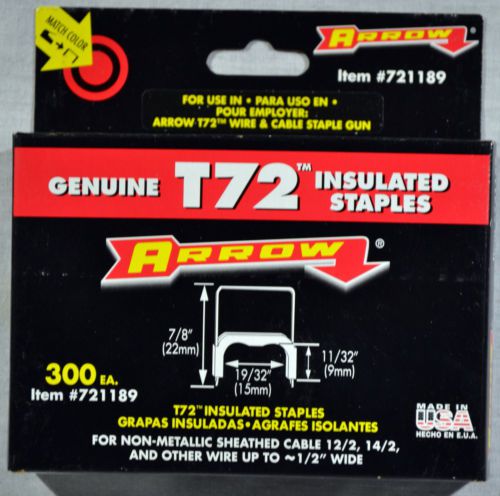 MATCH COLOR
ARROW®
Item #721189
FOR USE IN • PARA USO EN •
POUR EMPLOYER:
ARROW T72™ WIRE & CABLE STAPLE GUN
GENUINE T72™ INSULATED STAPLES
ARROW®
7/8"
(22mm)
11/32"
(9mm)
19/32"
(15mm)
300 EA.
Item #721189
T72™ INSULATED STAPLES
GRAPAS INSULADAS • AGRAFES ISOLANTES
MADE IN
USA
HECHO EN E.U.A.
FOR NON-METALLIC SHEATHED CABLE 12/2, 14/2,
AND OTHER WIRE UP TO ~1/2" WIDE